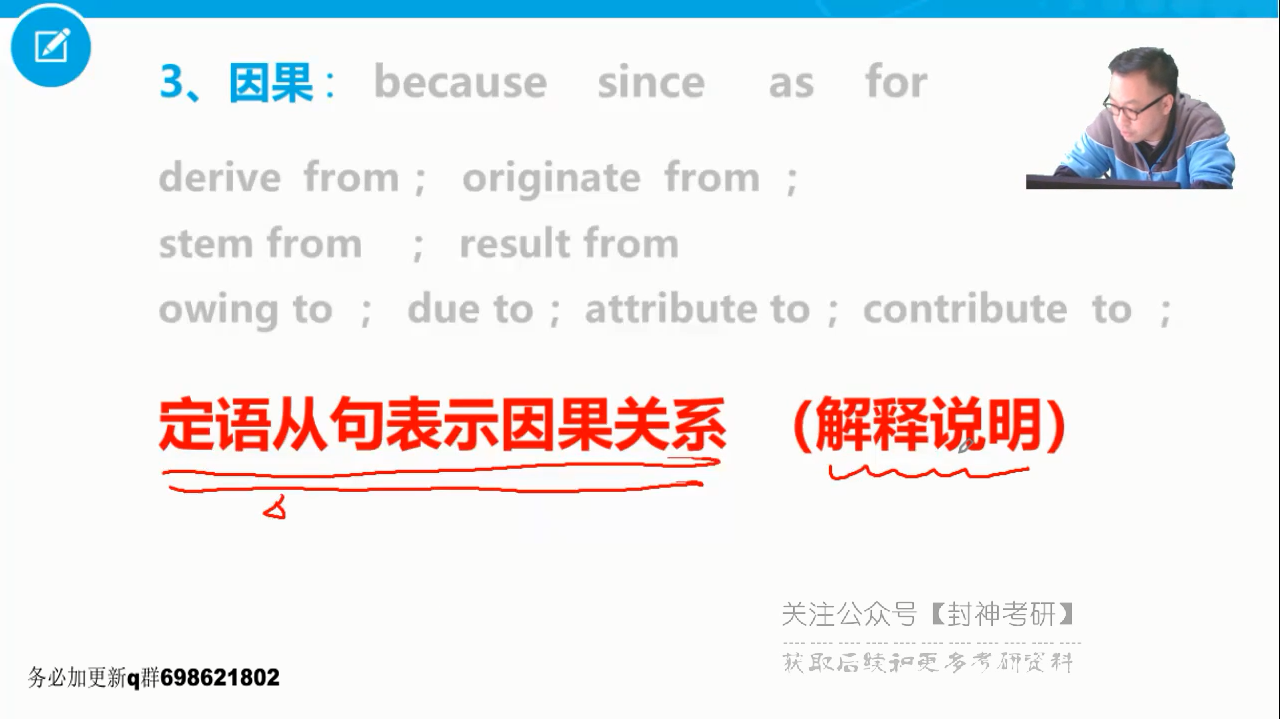 3、因果： because since as for
derive from； originate from ；
stem from ； result from
owing to ； due to； attribute to； contribute to ；
定语从句表示因果关系 （解释说明）
关注公众号【封神考研】
获取后续和更多考研资料
务必加更新q群698621802